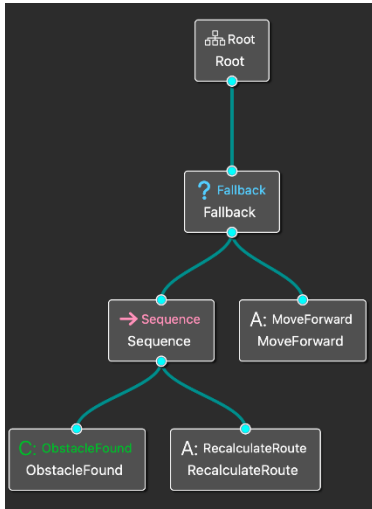 Root
Root
? Fallback
Fallback
Sequence
Sequence
A: MoveForward
MoveForward
C: ObstacleFound
ObstacleFound
A: RecalculateRoute
RecalculateRoute